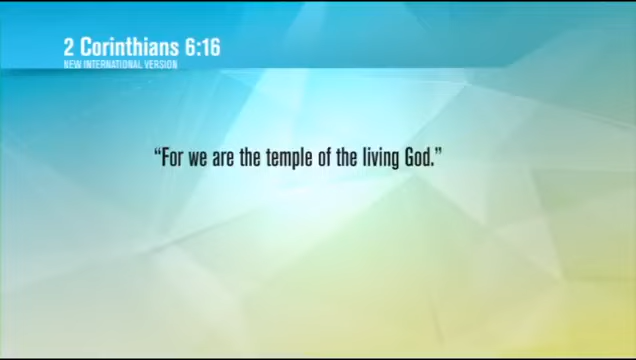 2 Corinthians 6:16
NEW INTERNATIONAL VERSION
“For we are the temple of the living God.”